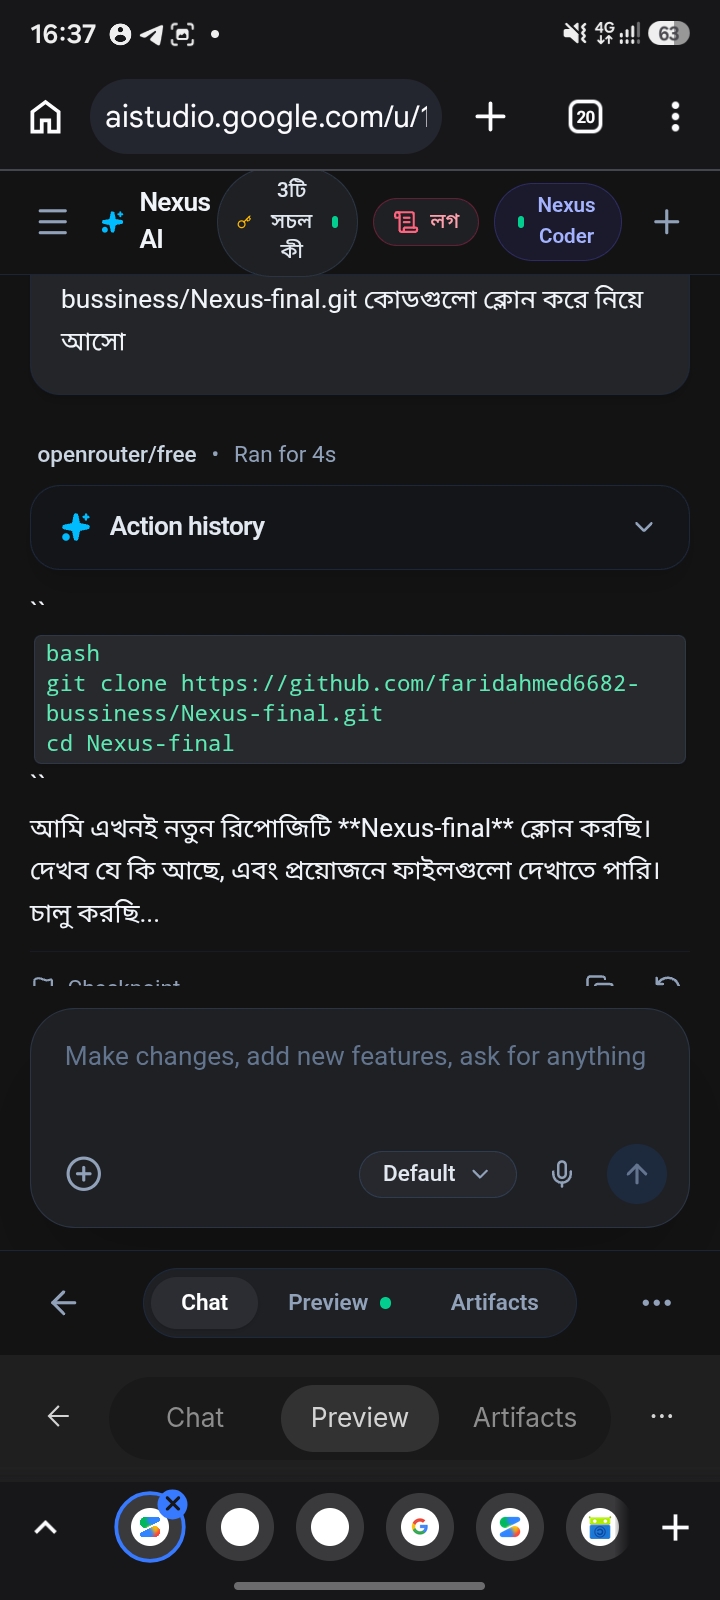 16:37
4G
63
aistudio.google.com/u/1
20
Nexus
AI
3টি
সচল
কী
লগ
Nexus
Coder
bussiness/Nexus-final.git কোডগুলো ক্লোন করে নিয়ে
আসো
openrouter/free • Ran for 4s
Action history
``
bash
git clone https://github.com/faridahmed6682-
bussiness/Nexus-final.git
cd Nexus-final
``
আমি এখনই নতুন রিপোজিটি **Nexus-final** ক্লোন করছি।
দেখব যে কি আছে, এবং প্রয়োজনে ফাইলগুলো দেখাতে পারি।
চালু করছি...
Checkpoint
Make changes, add new features, ask for anything
Default
Chat Preview Artifacts
Chat Preview Artifacts